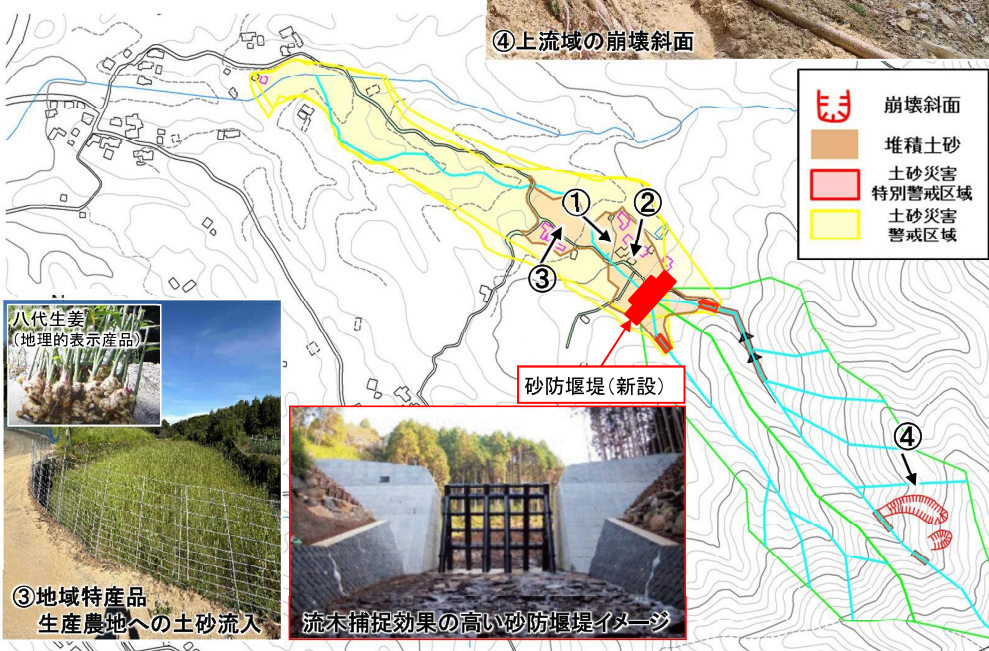 ④上流域の崩壊斜面
崩壊斜面
堆積土砂
土砂災害
特別警戒区域
土砂災害
警戒区域
①
②
③
④
砂防堰堤(新設)
八代生姜
(地理的表示産品)
③地域特産品
生産農地への土砂流入
流木捕捉効果の高い砂防堰堤イメージ